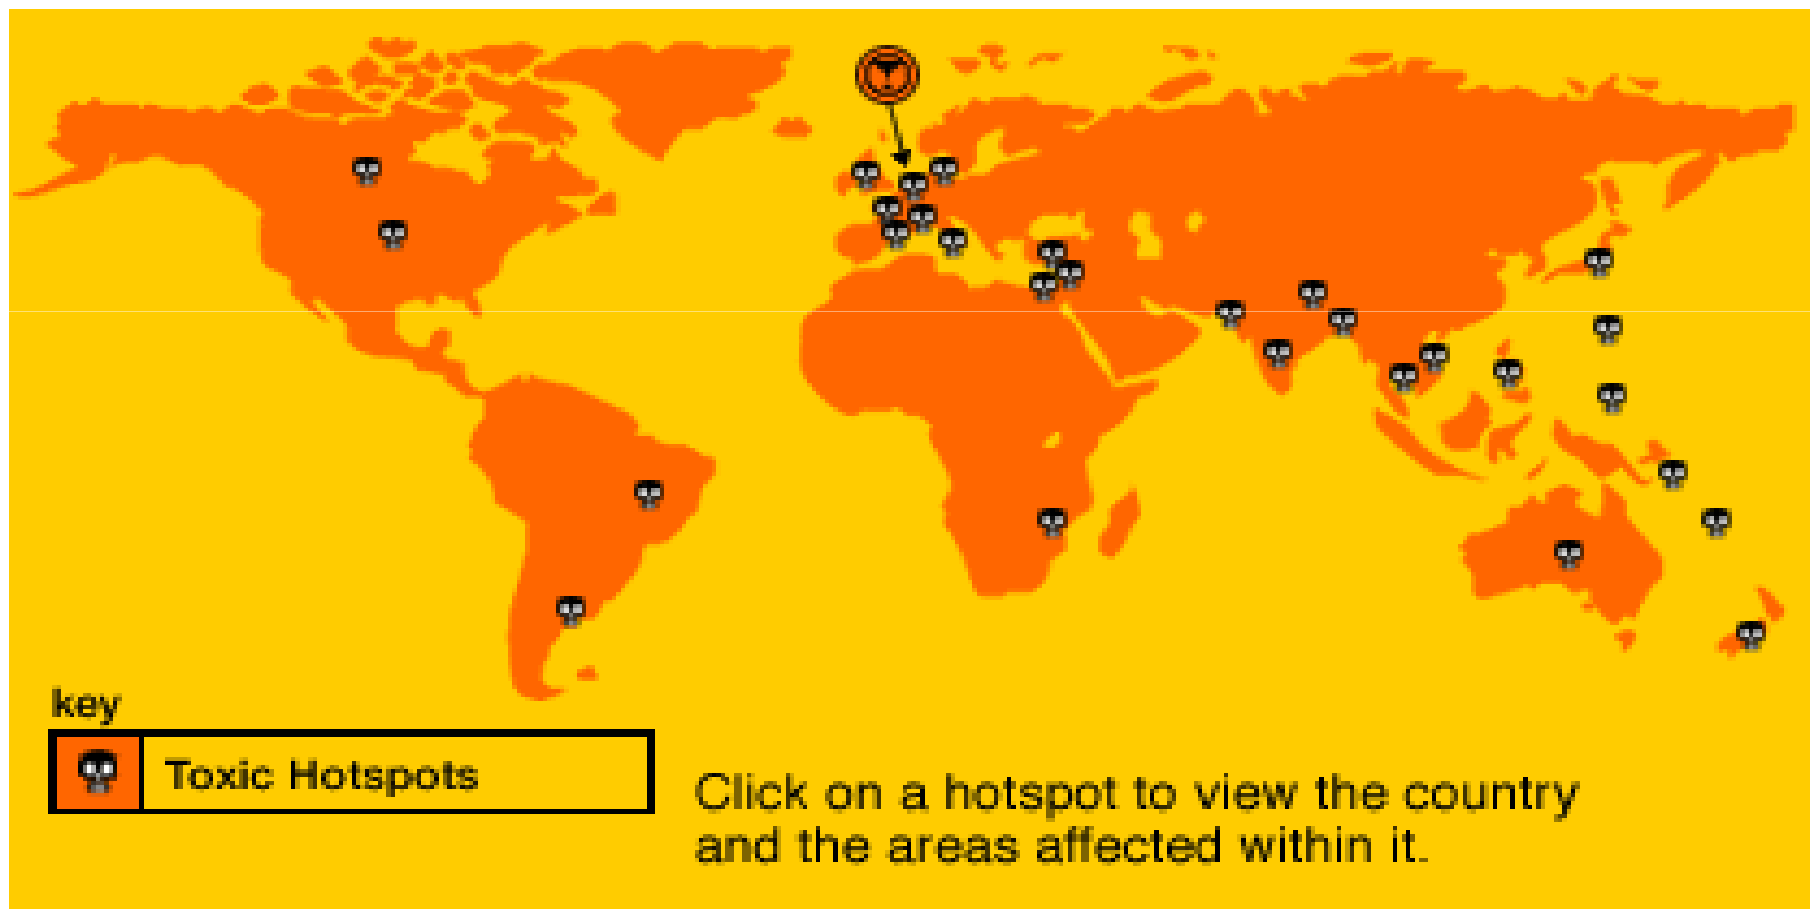 key
Toxic Hotspots
Click on a hotspot to view the country
and the areas affected within it.